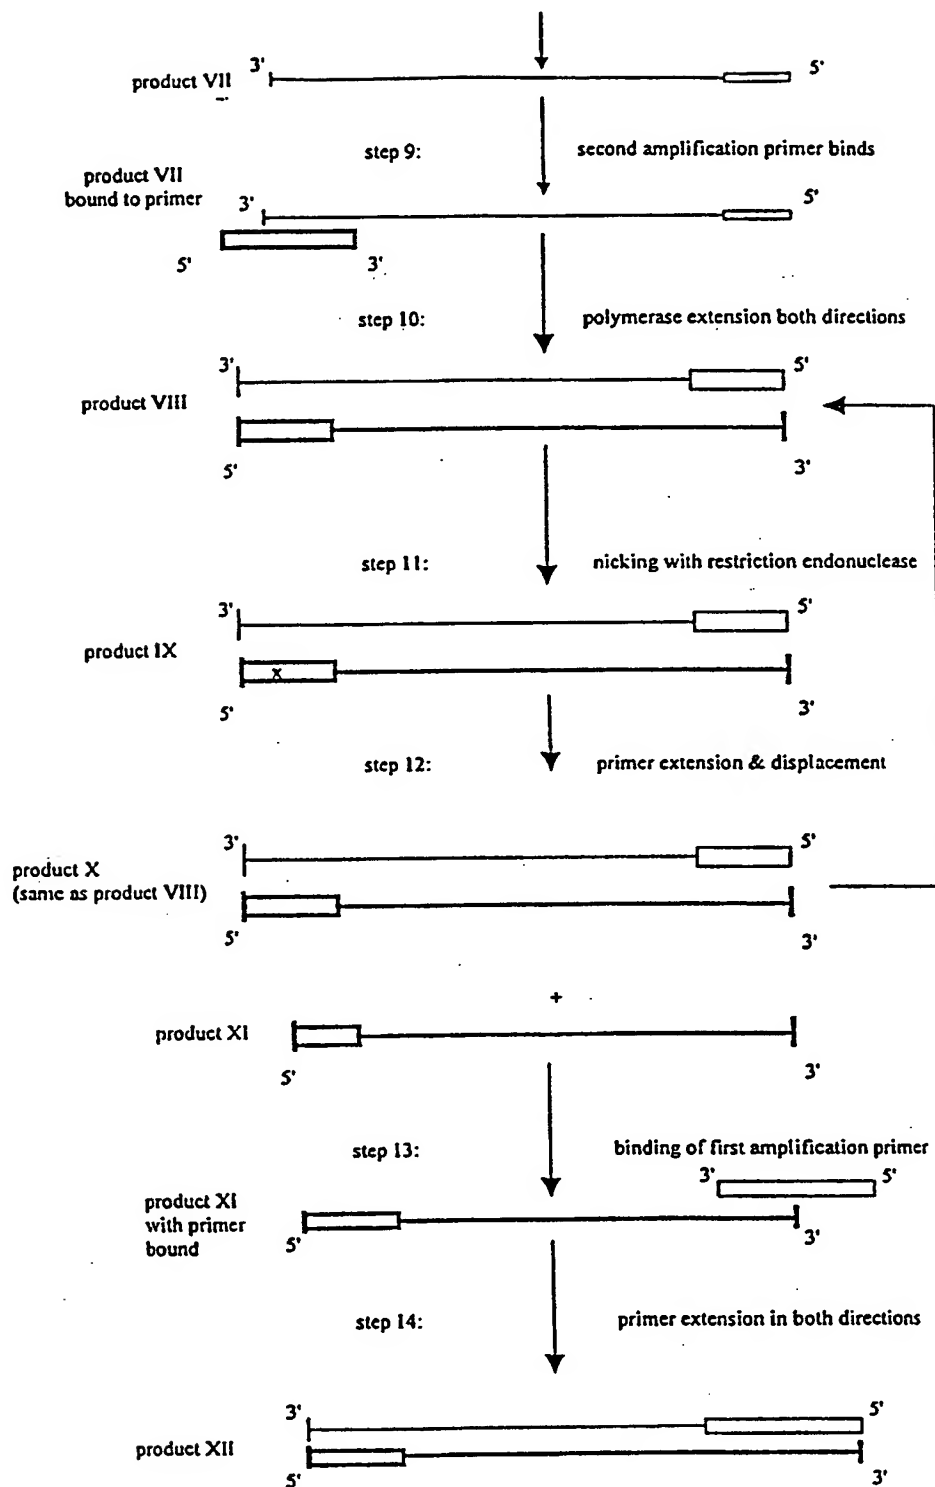 3'
5'
product VII
step 9:
second amplification primer binds
product VII
bound to primer
3'
5'
5'
3'
step 10:
polymerase extension both directions
3'
5'
product VIII
5'
3'
step 11:
nicking with restriction endonuclease
3'
5'
product IX
x
5'
3'
step 12:
primer extension & displacement
3'
5'
product X
(same as product VIII)
5'
3'
+
product XI
5'
3'
step 13:
binding of first amplification primer
3'
5'
product XI
with primer
bound
5'
3'
step 14:
primer extension in both directions
3'
5'
product XII
5'
3'